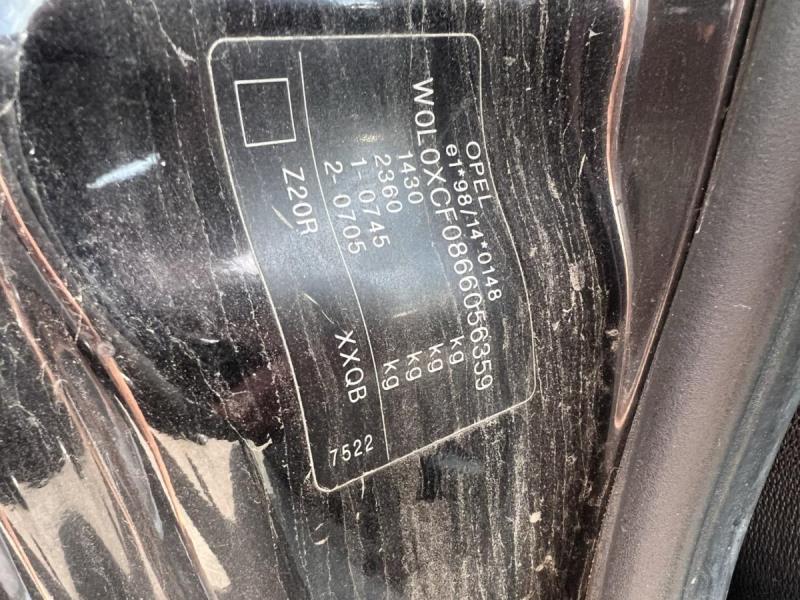 OPEL
e1*98/14*0148
W0L0XCF0866056359
1430 kg
2360 kg
1- 0745 kg
2- 0705 kg
Z20R XXQB
7522